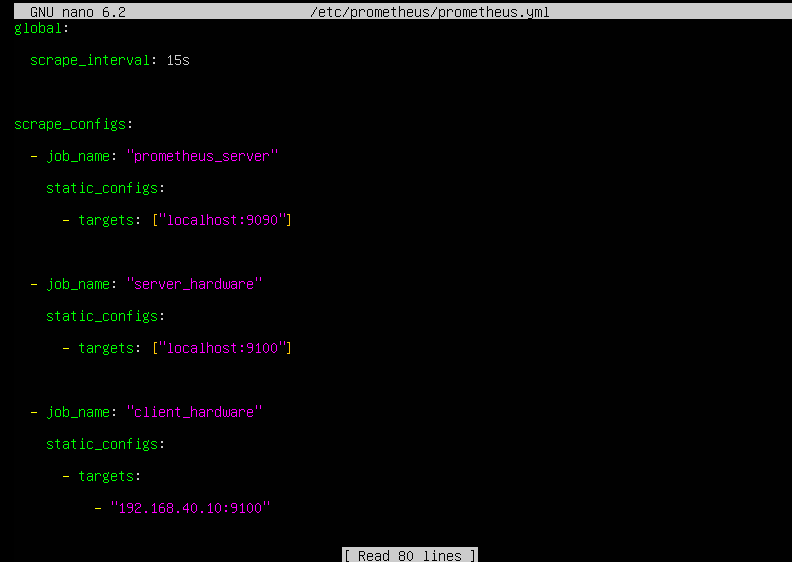 GNU nano 6.2 /etc/prometheus/prometheus.yml
global:
  scrape_interval: 15s
scrape_configs:
  - job_name: "prometheus_server"
    static_configs:
      - targets: ["localhost:9090"]
  - job_name: "server_hardware"
    static_configs:
      - targets: ["localhost:9100"]
  - job_name: "client_hardware"
    static_configs:
      - targets:
          - "192.168.40.10:9100"
[ Read 80 lines ]